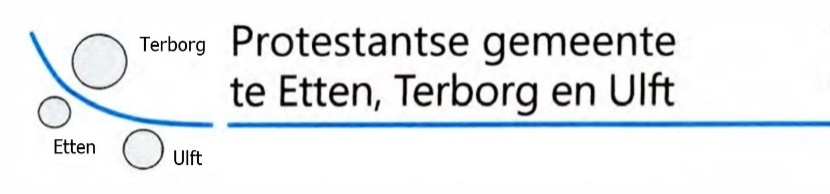 Terborg
Etten
Ulft
Protestantse gemeente
te Etten, Terborg en Ulft